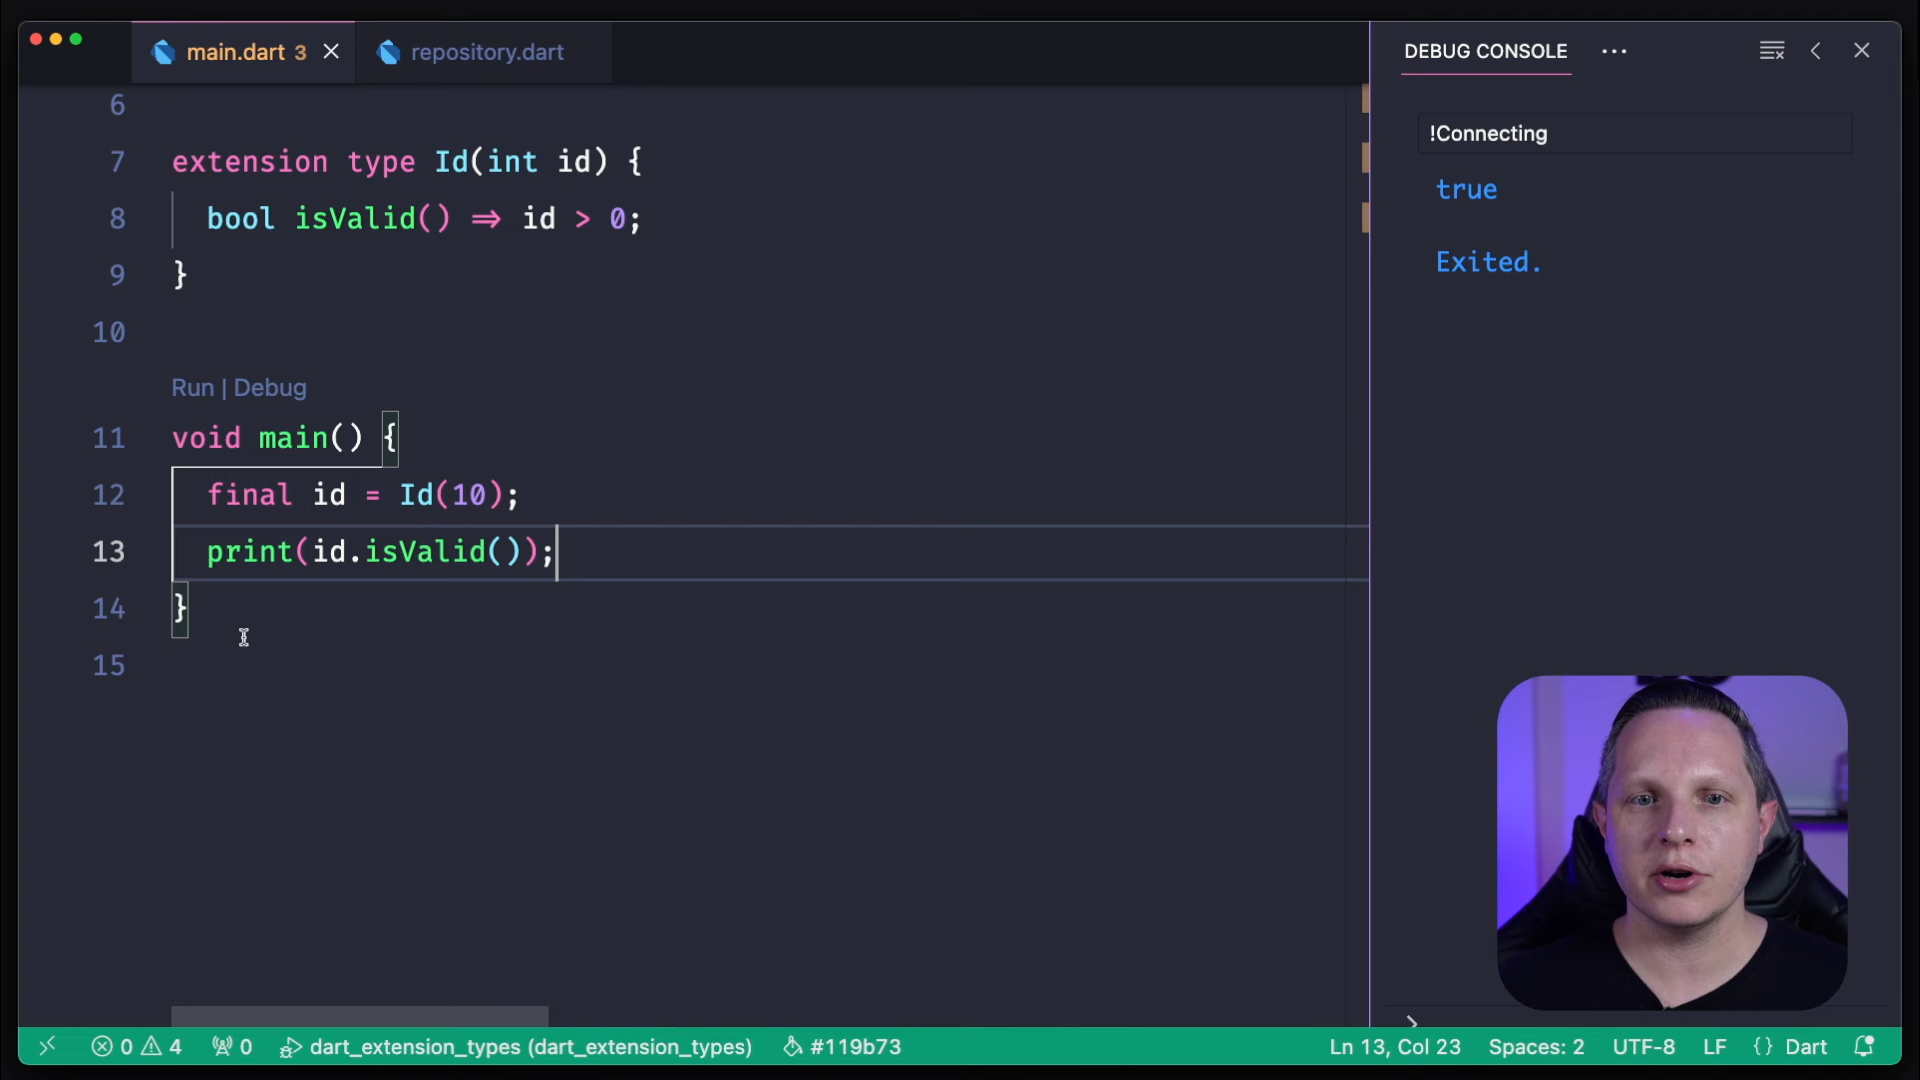 main.dart 3
repository.dart
6
7 extension type Id(int id) {
8 bool isValid() => id > 0;
9 }
10
Run | Debug
11 void main() {
12 final id = Id(10);
13 print(id.isValid());
14 }
15
DEBUG CONSOLE
!Connecting
true
Exited.
0 4 0 dart_extension_types (dart_extension_types) #119b73 Ln 13, Col 23 Spaces: 2 UTF-8 LF {} Dart